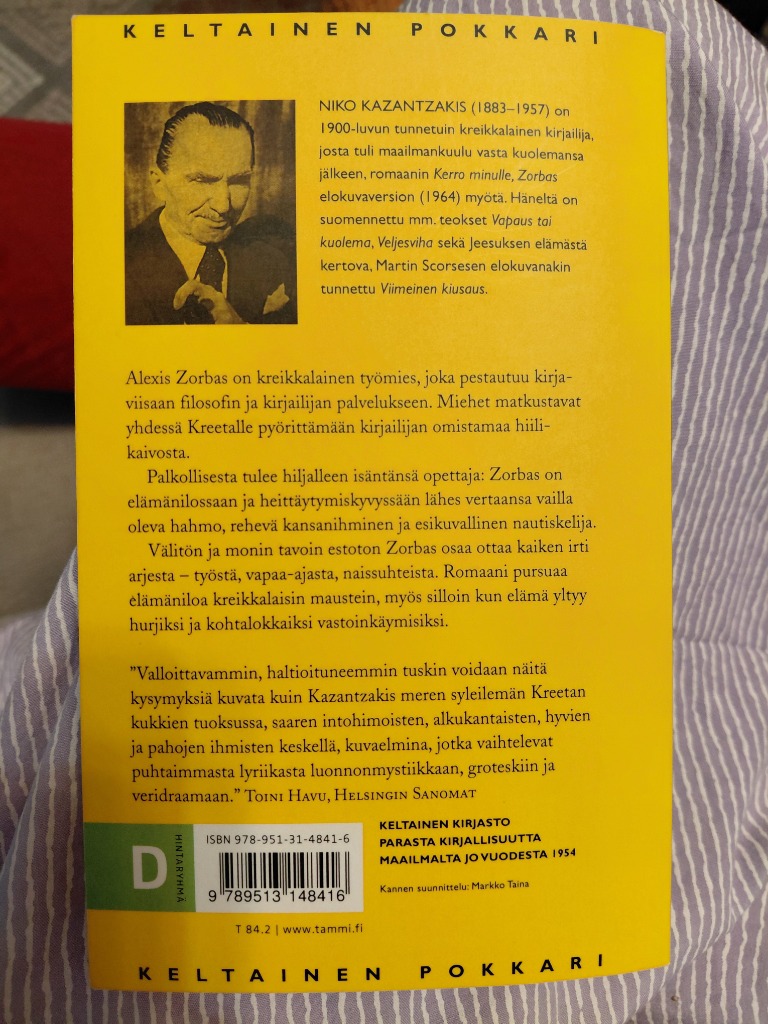 KELTAINEN POKKARI
NIKO KAZANTZAKIS (1883–1957) on
1900-luvun tunnetuin kreikkalainen kirjailija,
josta tuli maailmankuulu vasta kuolemansa
jälkeen, romaanin Kerro minulle, Zorbas
elokuvaversion (1964) myötä. Häneltä on
suomennettu mm. teokset Vapaus tai
kuolema, Veljesviha sekä Jeesuksen elämästä
kertova, Martin Scorsesen elokuvanakin
tunnettu Viimeinen kiusaus.
Alexis Zorbas on kreikkalainen työmies, joka pestautuu kirja-
viisaan filosofin ja kirjailijan palvelukseen. Miehet matkustavat
yhdessä Kreetalle pyörittämään kirjailijan omistamaa hiili-
kaivosta.
Palkollisesta tulee hiljalleen isäntänsä opettaja: Zorbas on
elämänilossaan ja heittäytymiskyvyssään lähes vertaansa vailla
oleva hahmo, rehevä kansanihminen ja esikuvallinen nautiskelija.
Välitön ja monin tavoin estoton Zorbas osaa ottaa kaiken irti
arjesta – työstä, vapaa-ajasta, naissuhteista. Romaani pursuaa
elämäniloa kreikkalaisin maustein, myös silloin kun elämä yltyy
hurjiksi ja kohtalokkaiksi vastoinkäymisiksi.
”Valloittavammin, haltioituneemmin tuskin voidaan näitä
kysymyksiä kuvata kuin Kazantzakis meren syleilemän Kreetan
kukkien tuoksussa, saaren intohimoisten, alkukantaisten, hyvien
ja pahojen ihmisten keskellä, kuvaelmina, jotka vaihtelevat
puhtaimmasta lyriikasta luonnonmystiikkaan, groteskiin ja
veridraamaan.” TOINI HAVU, HELSINGIN SANOMAT
D
HINTARYHMÄ
ISBN 978-951-31-4841-6
9 789513 148416
KELTAINEN KIRJASTO
PARASTA KIRJALLISUUTTA
MAAILMALTA JO VUODESTA 1954
Kannen suunnittelu: Markko Taina
T 84.2 | www.tammi.fi
KELTAINEN POKKARI